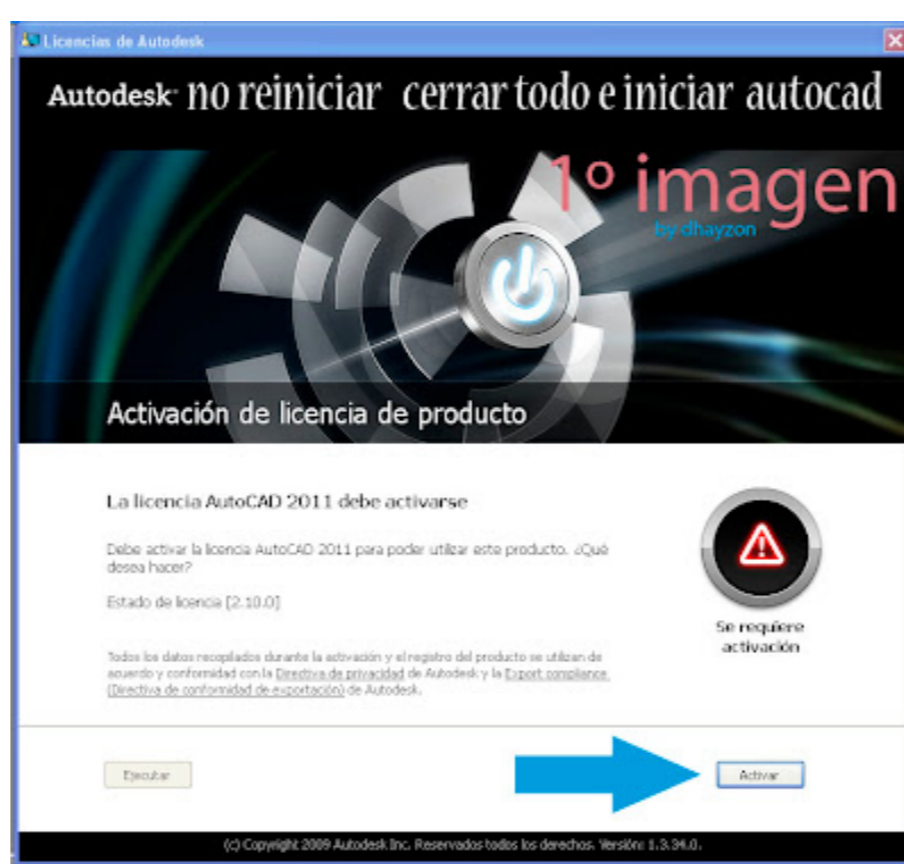 Licencias de Autodesk
Autodesk no reiniciar cerrar todo e iniciar autocad
1º imagen
by dhayzon
Activación de licencia de producto
La licencia AutoCAD 2011 debe activarse
Debe activar la licencia AutoCAD 2011 para poder utilizar este producto. ¿Qué
desea hacer?
Estado de licencia [2.10.0]
Se requiere
activación
Todos los datos recopilados durante la activación y el registro del producto se utilizan de
acuerdo y conformidad con la Directiva de privacidad de Autodesk y la Export compliance
(Directiva de conformidad de exportación) de Autodesk.
Ejecutar
Activar
(c) Copyright 2009 Autodesk Inc. Reservados todos los derechos. Versión: 1.3.34.0.